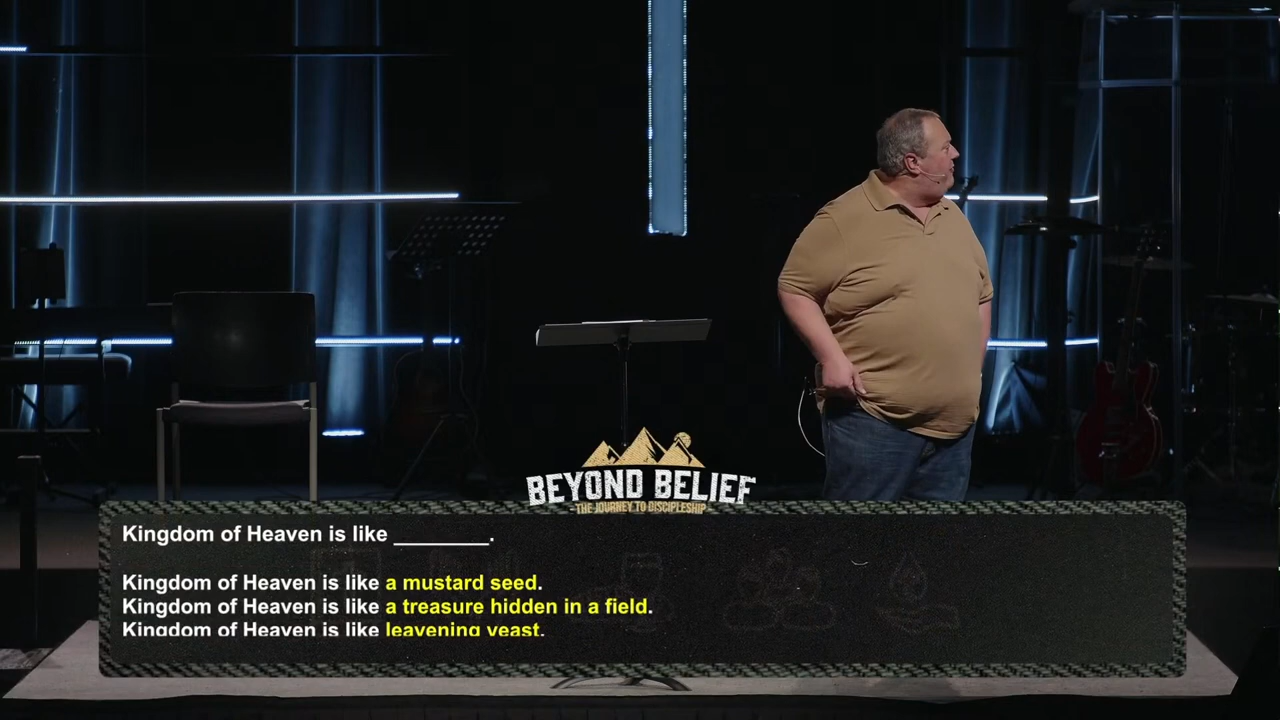 BEYOND BELIEF
-THE JOURNEY TO DISCIPLESHIP-
Kingdom of Heaven is like ________.
Kingdom of Heaven is like a mustard seed.
Kingdom of Heaven is like a treasure hidden in a field.
Kingdom of Heaven is like leavening yeast.